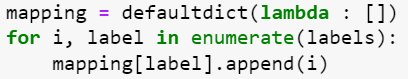 mapping = defaultdict(lambda : [])
for i, label in enumerate(labels):
    mapping[label].append(i)